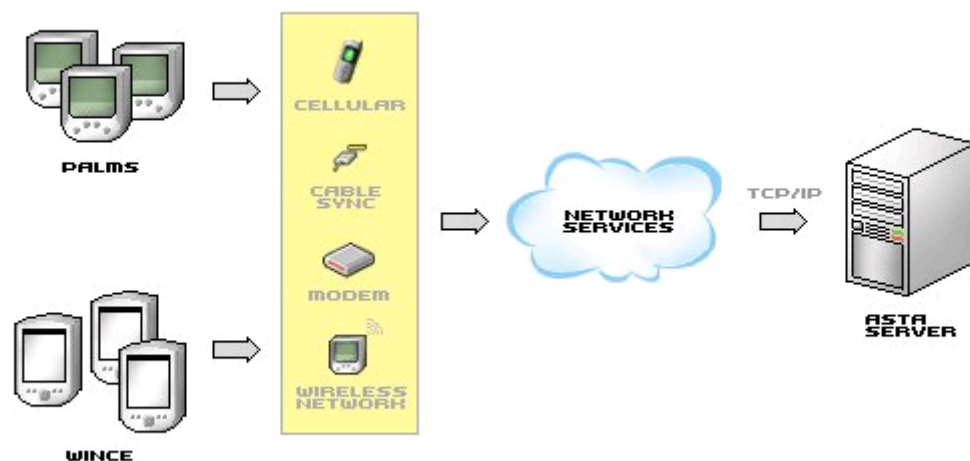 PALMS
CELLULAR
CABLE
SYNC
MODEM
WIRELESS
NETWORK
WINCE
NETWORK
SERVICES
TCP/IP
ASTA
SERVER